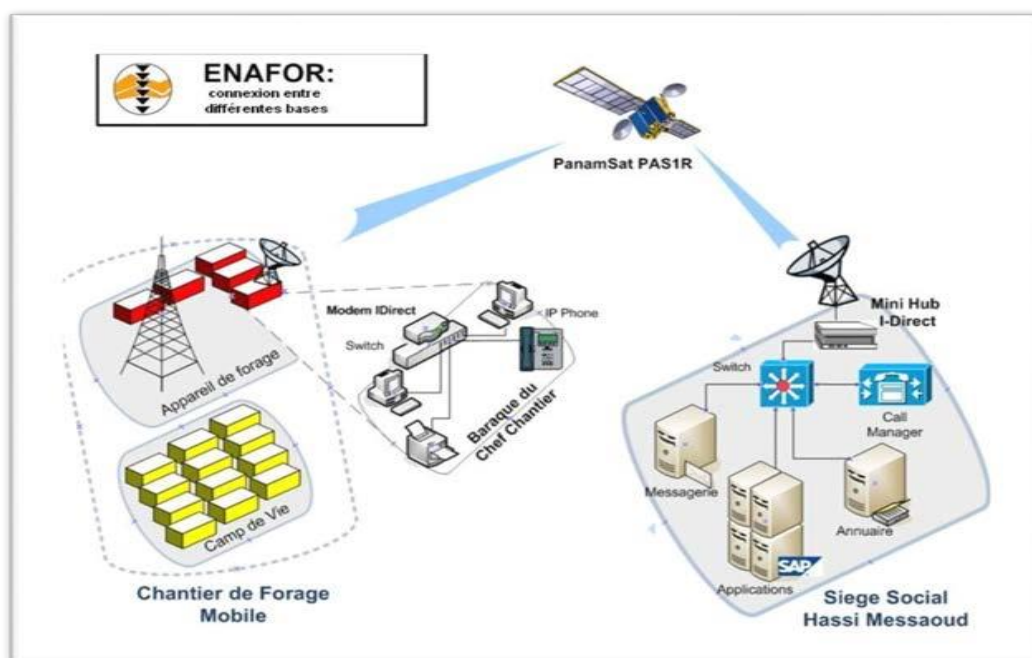 ENAFOR:
connexion entre
différentes bases
PanamSat PAS1R
Modem IDirect
IP Phone
Switch
Appareil de forage
Baraque du
Chef Chantier
Camp de Vie
Chantier de Forage
Mobile
Mini Hub
I-Direct
Switch
Call
Manager
Messagerie
Annuaire
SAP
Applications
Siege Social
Hassi Messaoud